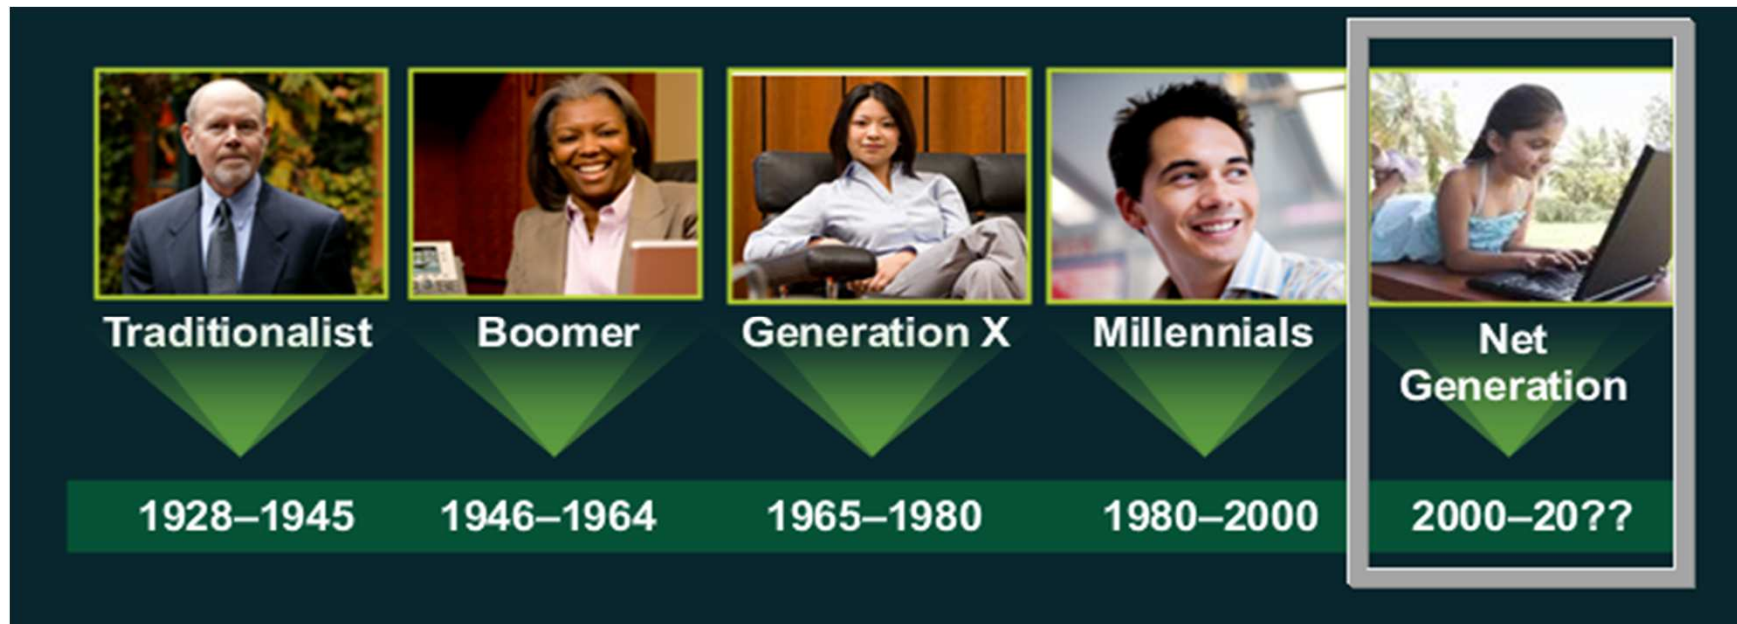 Traditionalist
Boomer
Generation X
Millennials
Net
Generation
1928–1945
1946–1964
1965–1980
1980–2000
2000–20??